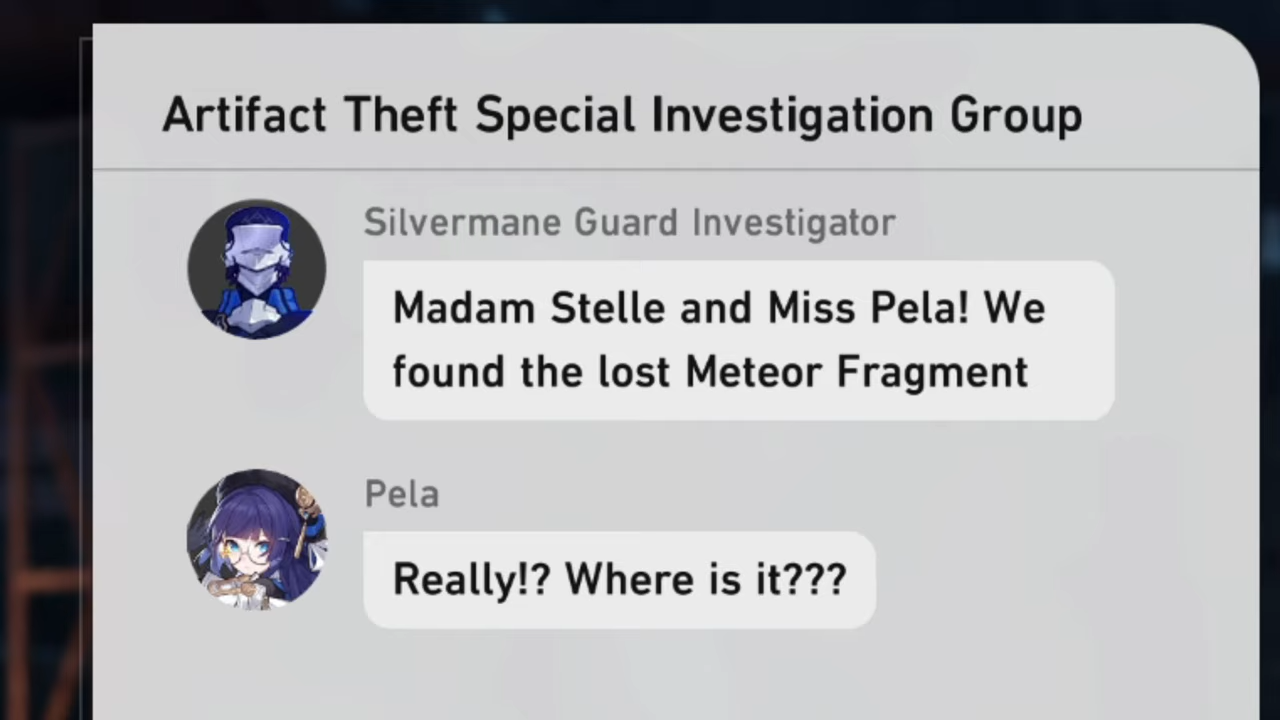 Artifact Theft Special Investigation Group
Silvermane Guard Investigator
Madam Stelle and Miss Pela! We
found the lost Meteor Fragment
Pela
Really!? Where is it???